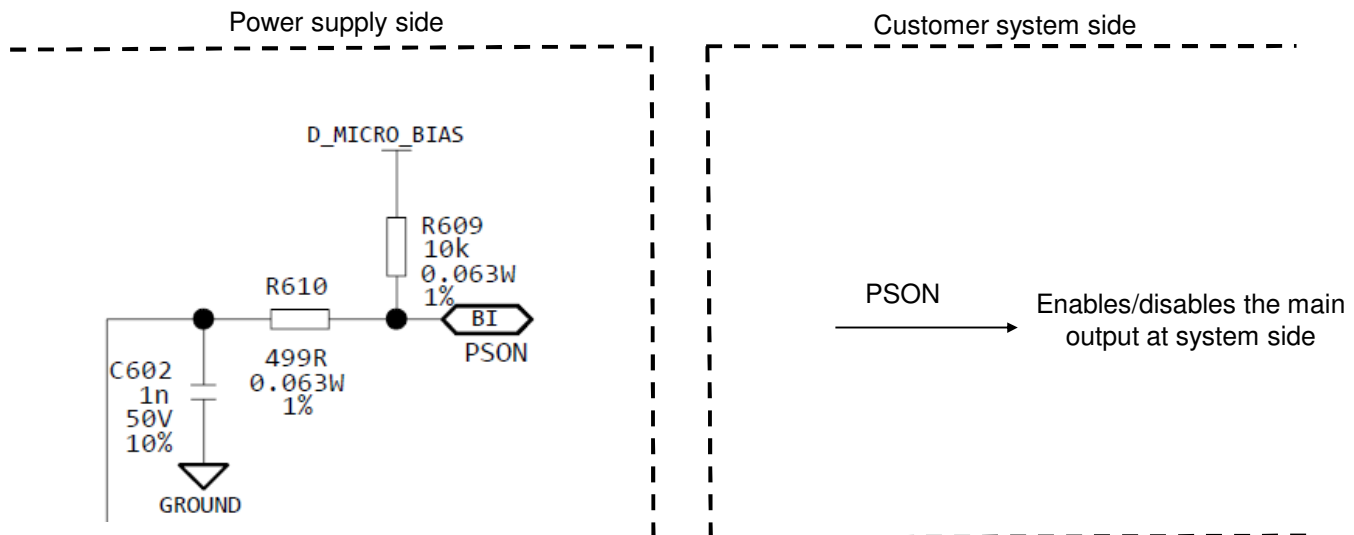 Power supply side
Customer system side
D_MICRO_BIAS
R609
10k
0.063W
1%
R610
499R
0.063W
1%
BI
PSON
C602
1n
50V
10%
GROUND
PSON
Enables/disables the main
output at system side